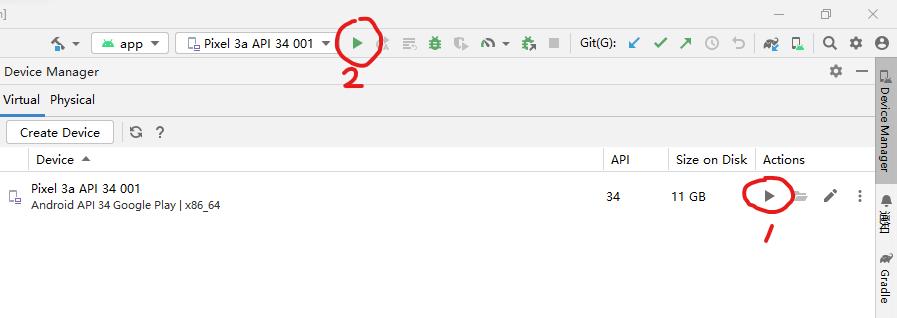 n]
app Pixel 3a API 34 001 Git(G):
2
Device Manager
Virtual Physical
Create Device ?
Device API Size on Disk Actions
Pixel 3a API 34 001 34 11 GB
Android API 34 Google Play | x86_64
1
Device Manager
通知
Gradle